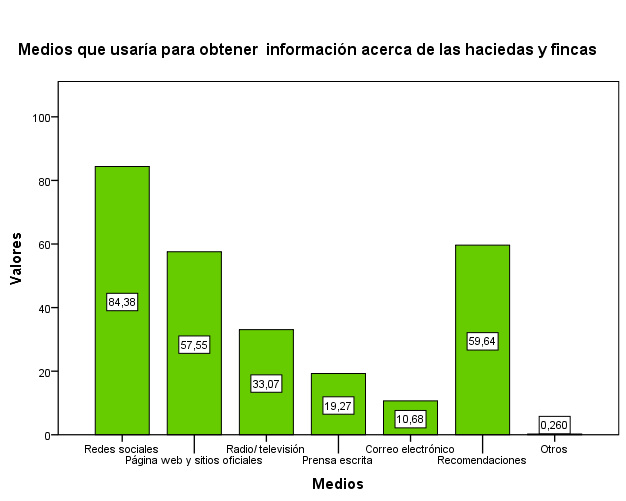 Medios que usaría para obtener  información acerca de las haciedas y fincas
Valores
100
80
60
40
20
0
84,38
57,55
33,07
19,27
10,68
59,64
0,260
Redes sociales
Página web y sitios oficiales
Radio/ televisión
Prensa escrita
Correo electrónico
Recomendaciones
Otros
Medios